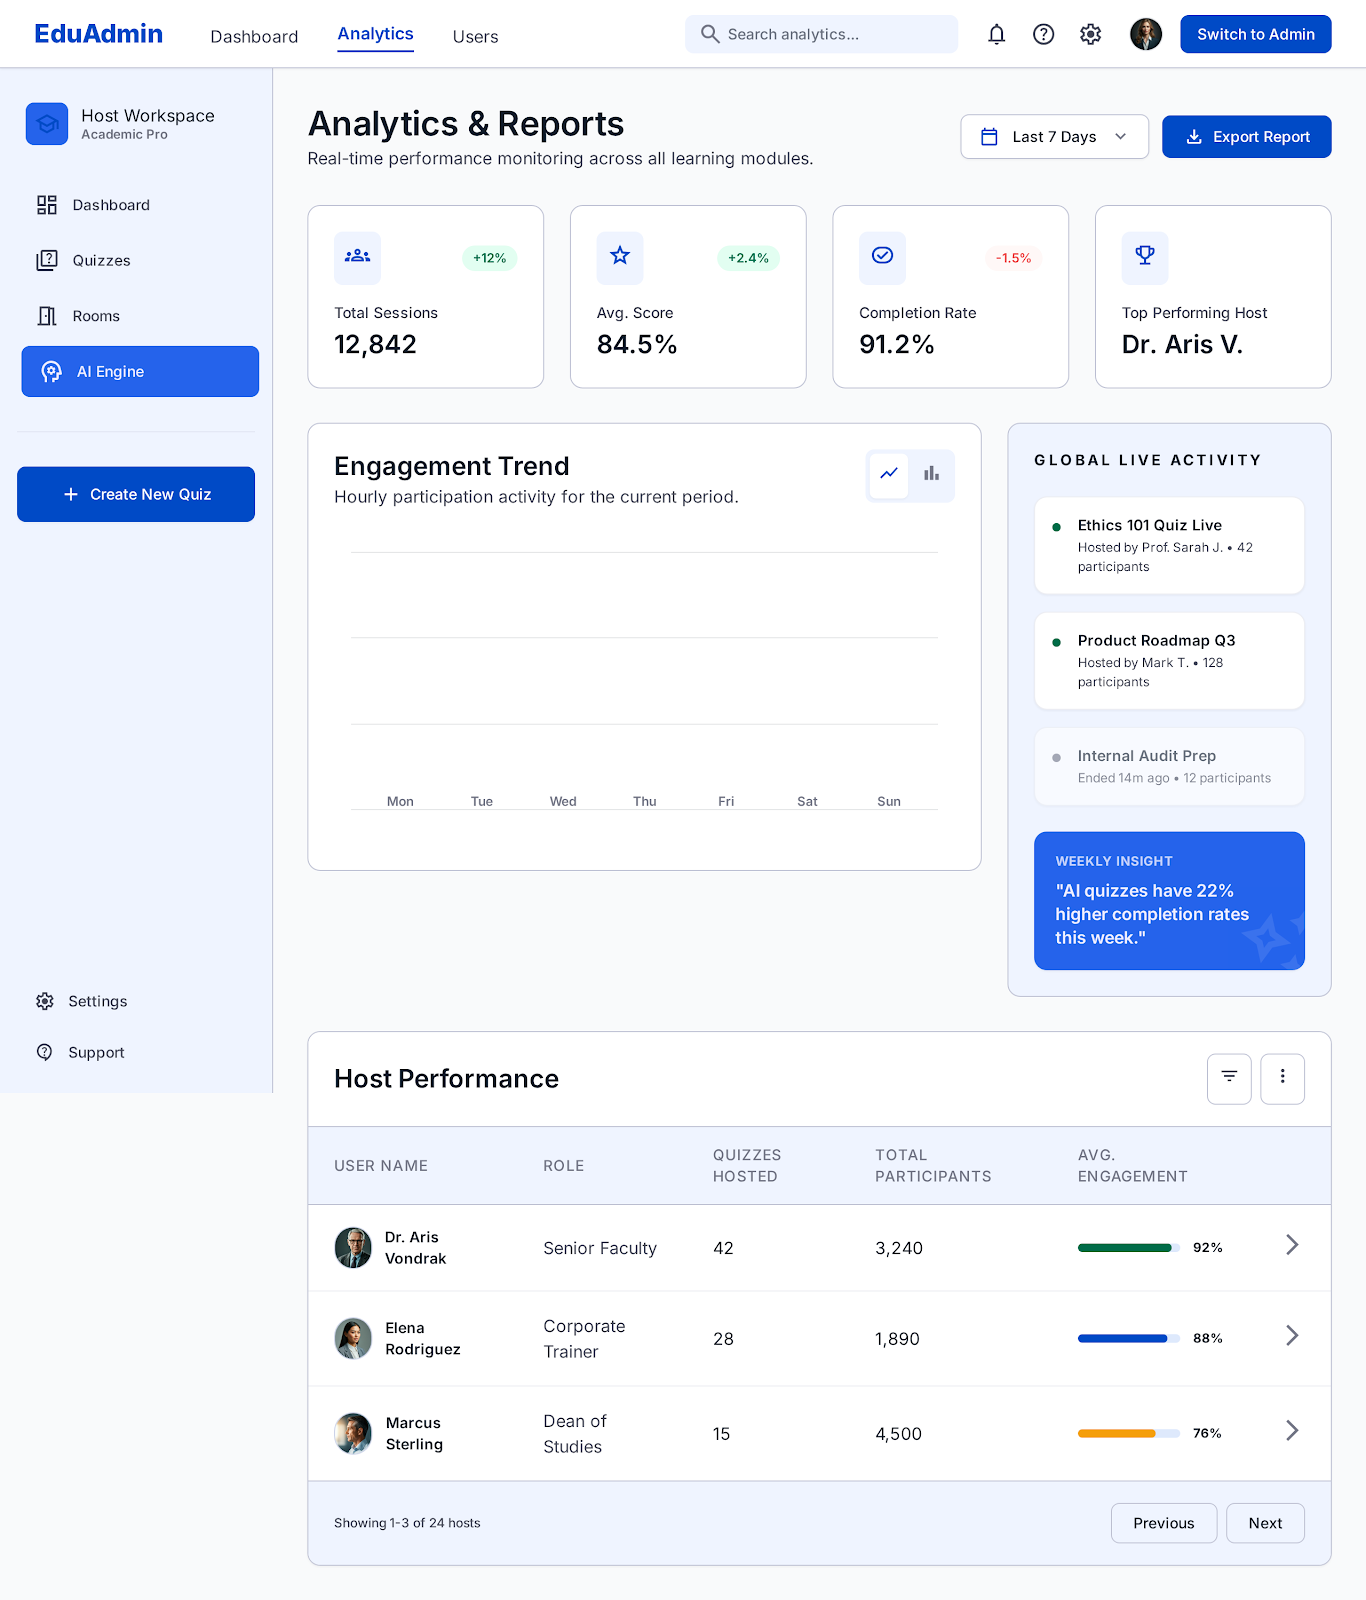 EduAdmin
Dashboard
Analytics
Users
Search analytics...
Switch to Admin
Host Workspace
Academic Pro
Dashboard
Quizzes
Rooms
AI Engine
Create New Quiz
Settings
Support
Analytics & Reports
Real-time performance monitoring across all learning modules.
Last 7 Days
Export Report
+12%
Total Sessions
12,842
+2.4%
Avg. Score
84.5%
-1.5%
Completion Rate
91.2%
Top Performing Host
Dr. Aris V.
Engagement Trend
Hourly participation activity for the current period.
Mon Tue Wed Thu Fri Sat Sun
GLOBAL LIVE ACTIVITY
Ethics 101 Quiz Live
Hosted by Prof. Sarah J. • 42
participants
Product Roadmap Q3
Hosted by Mark T. • 128
participants
Internal Audit Prep
Ended 14m ago • 12 participants
WEEKLY INSIGHT
"AI quizzes have 22%
higher completion rates
this week."
Host Performance
USER NAME
ROLE
QUIZZES
HOSTED
TOTAL
PARTICIPANTS
AVG.
ENGAGEMENT
Dr. Aris
Vondrak
Senior Faculty
42
3,240
92%
Elena
Rodriguez
Corporate
Trainer
28
1,890
88%
Marcus
Sterling
Dean of
Studies
15
4,500
76%
Showing 1-3 of 24 hosts
Previous
Next